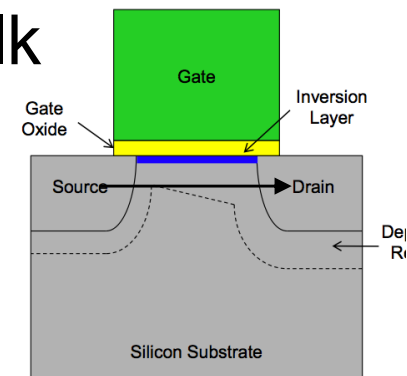 lk
Gate
Gate
Oxide
Inversion
Layer
Source
Drain
Silicon Substrate